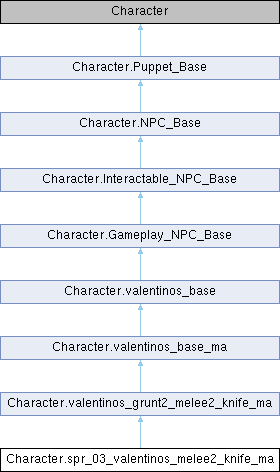 Character
Character.Puppet_Base
Character.NPC_Base
Character.Interactable_NPC_Base
Character.Gameplay_NPC_Base
Character.valentinos_base
Character.valentinos_base_ma
Character.valentinos_grunt2_melee2_knife_ma
Character.spr_03_valentinos_melee2_knife_ma